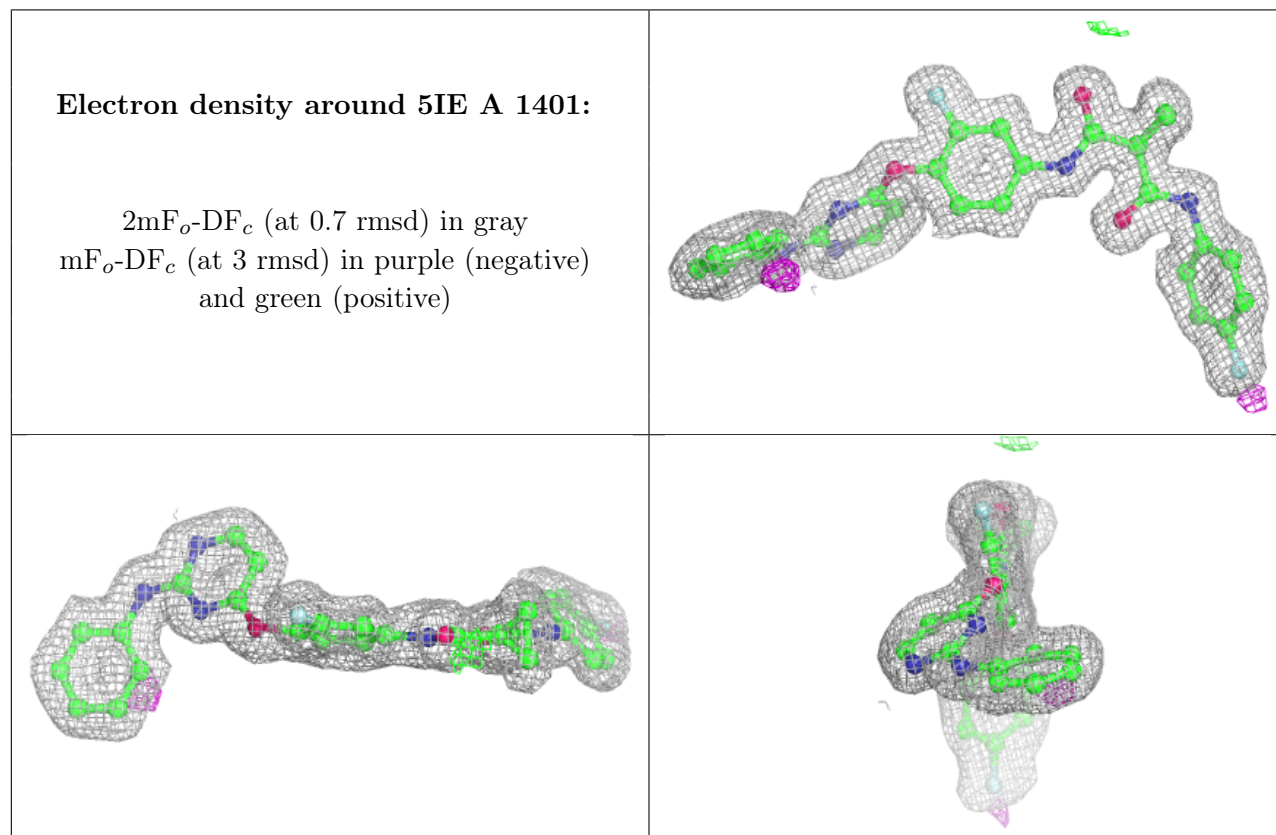 Electron density around 5IE A 1401:
2mFo-DFc (at 0.7 rmsd) in gray
mFo-DFc (at 3 rmsd) in purple (negative)
and green (positive)